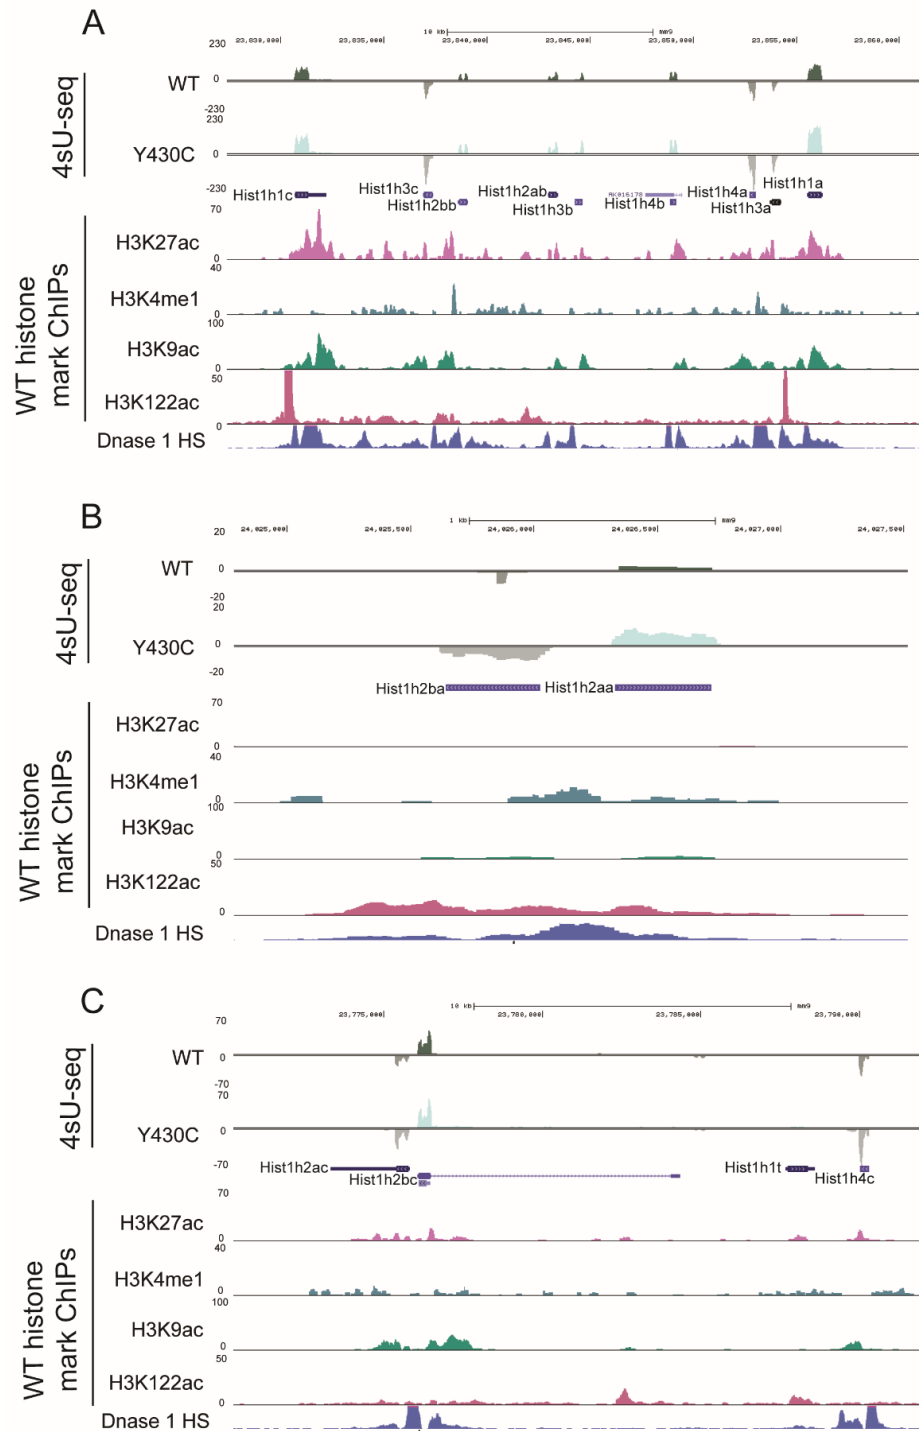 A
10 kb mm9
23,830,000 23,835,000 23,840,000 23,845,000 23,850,000 23,855,000 23,860,000
4sU-seq
230
WT
0
-230
230
Y430C
0
-230
Hist1h1c Hist1h3c Hist1h2bb Hist1h2ab Hist1h3b AK016178 Hist1h4b Hist1h4a Hist1h3a Hist1h1a
WT histone
mark ChIPs
70
H3K27ac
0
40
H3K4me1
0
100
H3K9ac
0
50
H3K122ac
0
Dnase 1 HS
B
1 kb mm9
24,025,000 24,025,500 24,026,000 24,026,500 24,027,000 24,027,500
4sU-seq
20
WT
0
-20
20
Y430C
0
-20
Hist1h2ba Hist1h2aa
WT histone
mark ChIPs
70
H3K27ac
0
40
H3K4me1
0
100
H3K9ac
0
50
H3K122ac
0
Dnase 1 HS
C
10 kb mm9
23,775,000 23,780,000 23,785,000 23,790,000
4sU-seq
70
WT
0
-70
70
Y430C
0
-70
Hist1h2ac Hist1h2bc Hist1h1t Hist1h4c
WT histone
mark ChIPs
70
H3K27ac
0
40
H3K4me1
0
100
H3K9ac
0
50
H3K122ac
0
Dnase 1 HS